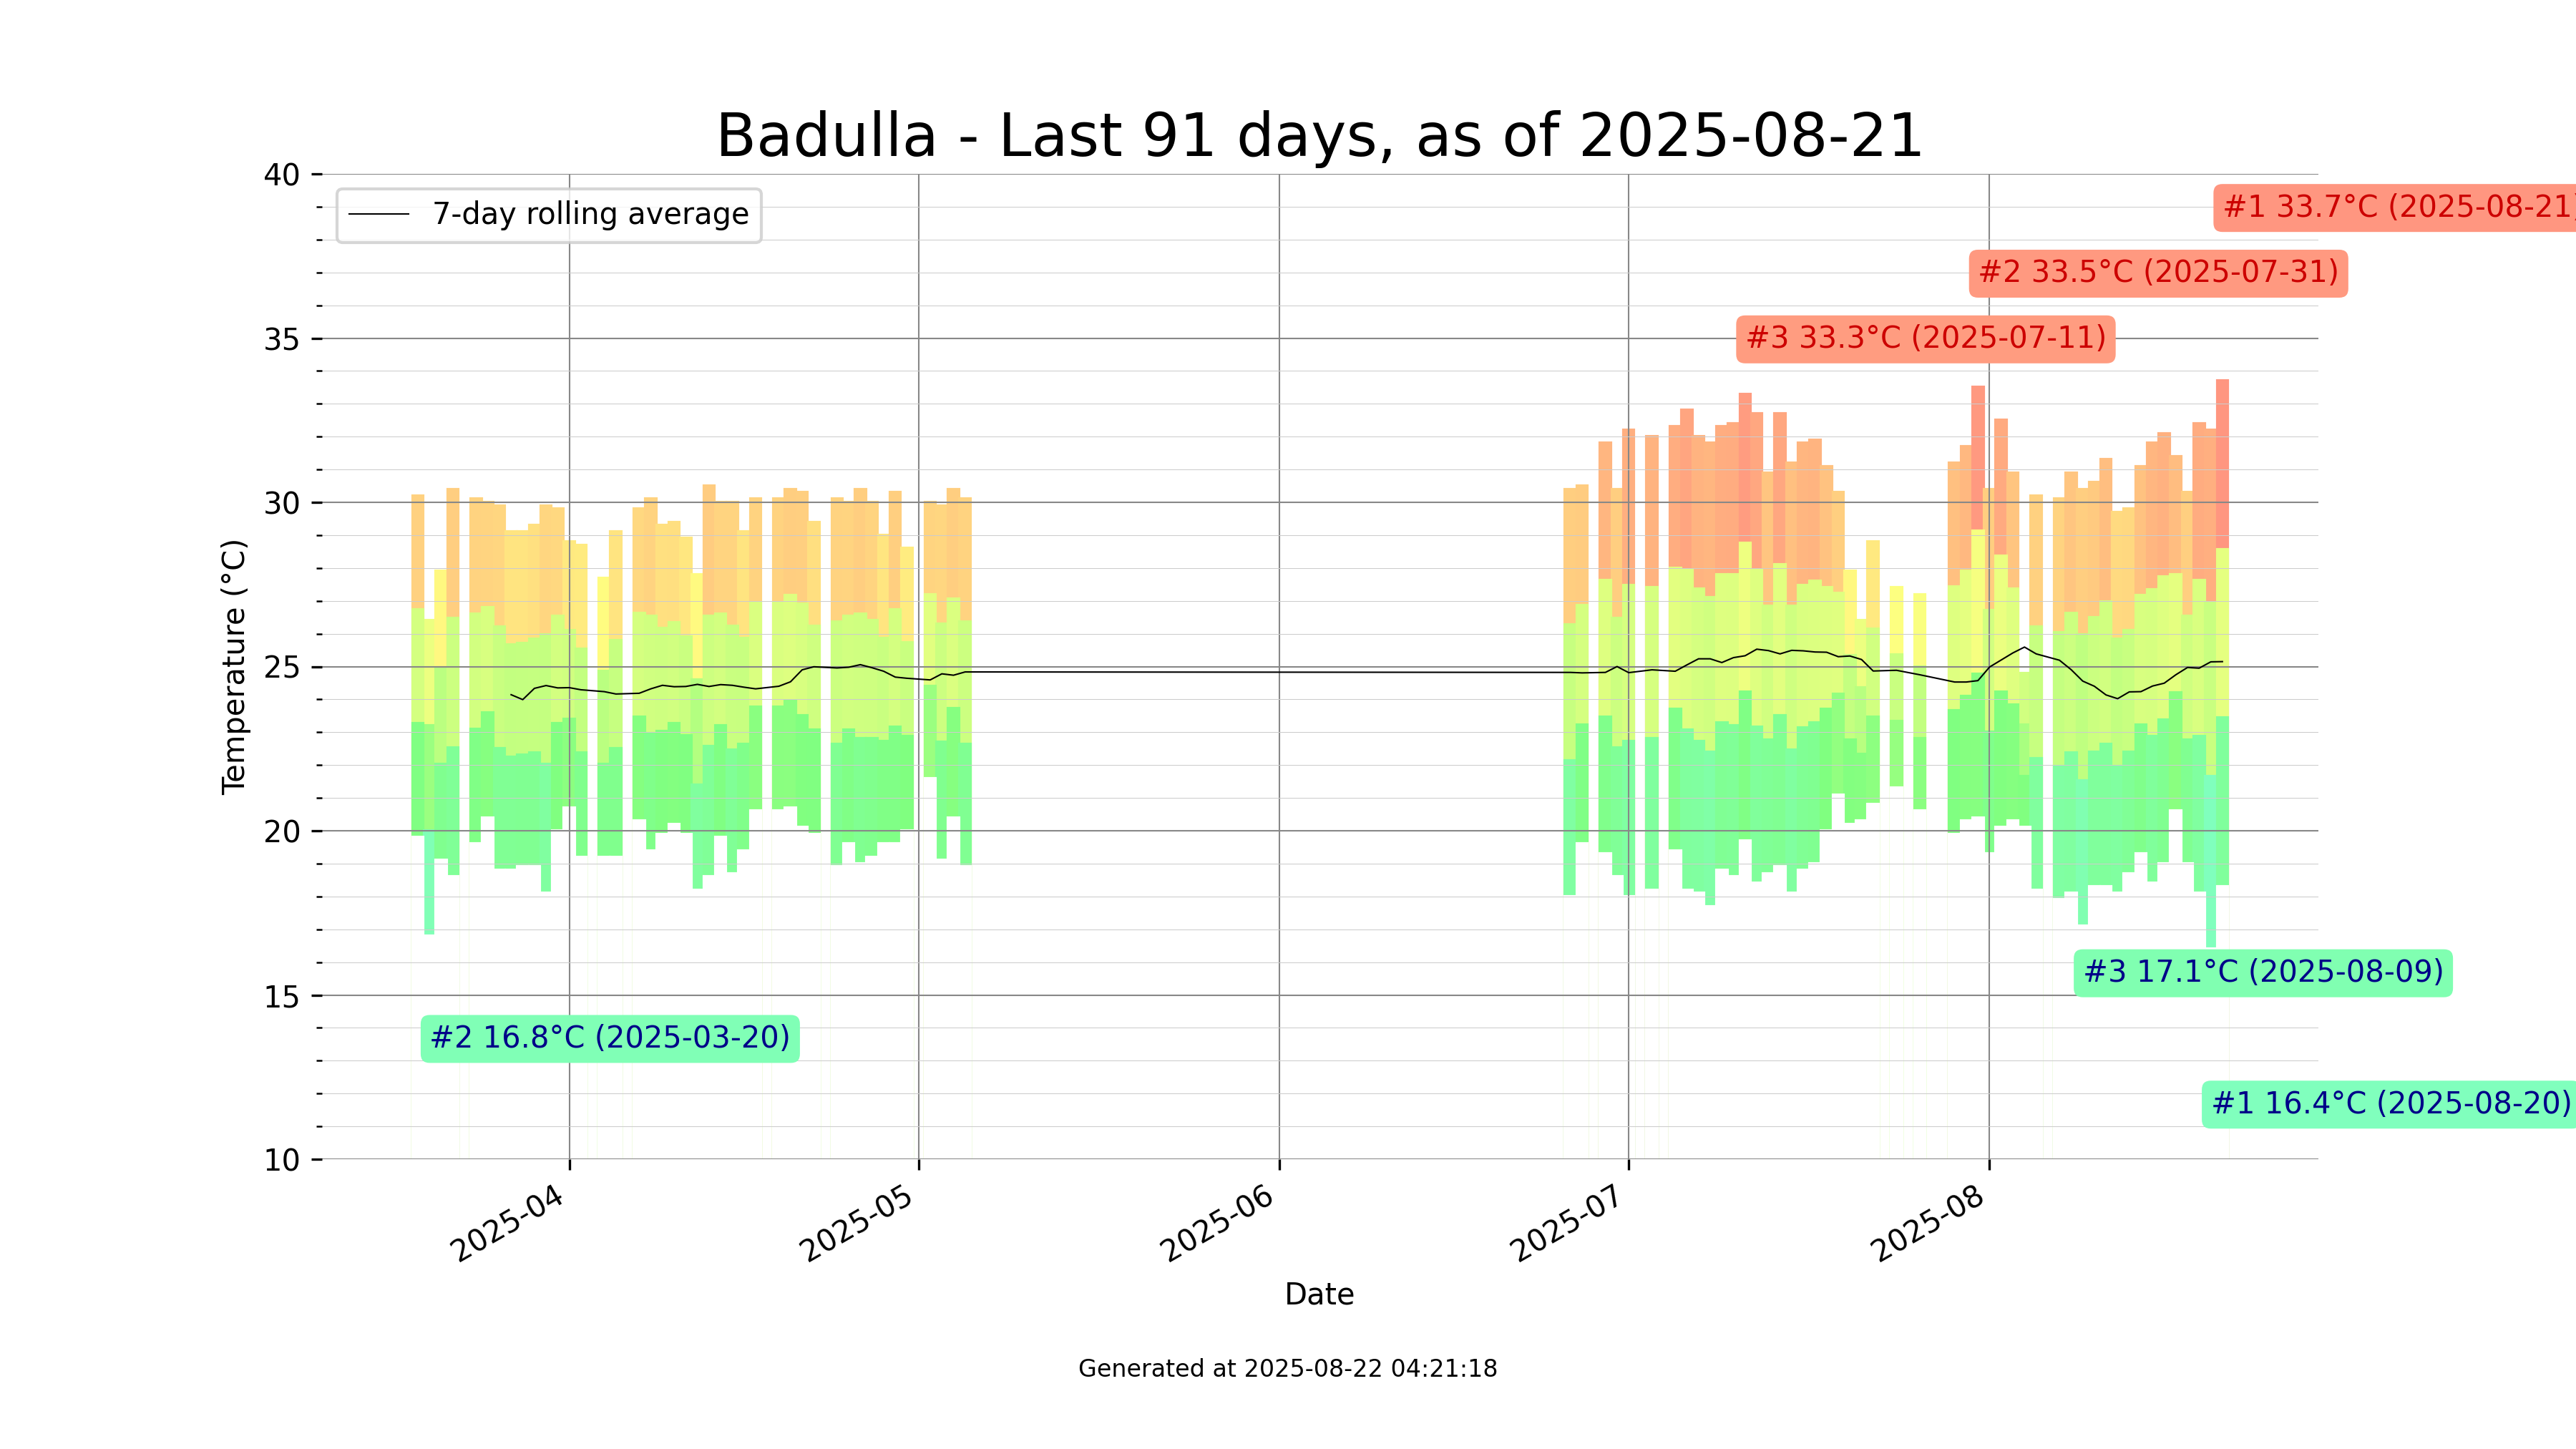 Badulla - Last 91 days, as of 2025-08-21
40
35
30
25
20
15
10
Temperature (°C)
7-day rolling average
#1 33.7°C (2025-08-21)
#2 33.5°C (2025-07-31)
#3 33.3°C (2025-07-11)
#3 17.1°C (2025-08-09)
#2 16.8°C (2025-03-20)
#1 16.4°C (2025-08-20)
2025-04
2025-05
2025-06
2025-07
2025-08
Date
Generated at 2025-08-22 04:21:18